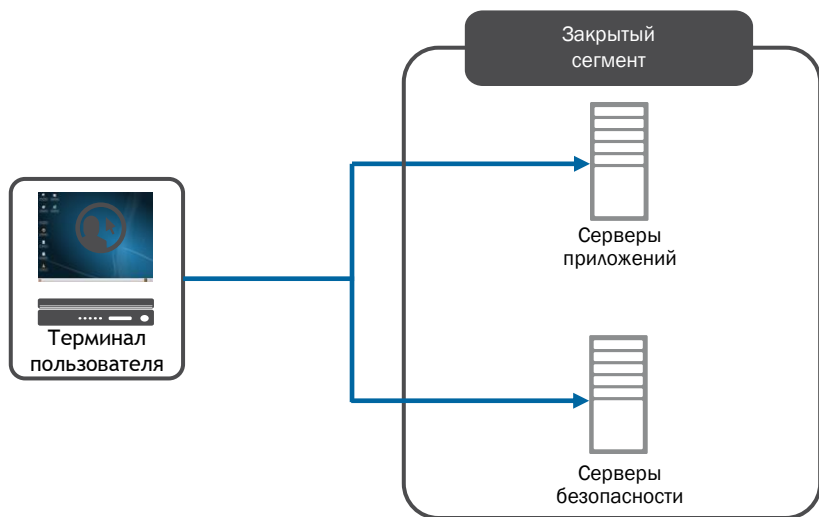 Закрытый
сегмент
Серверы
приложений
Терминал
пользователя
Серверы
безопасности